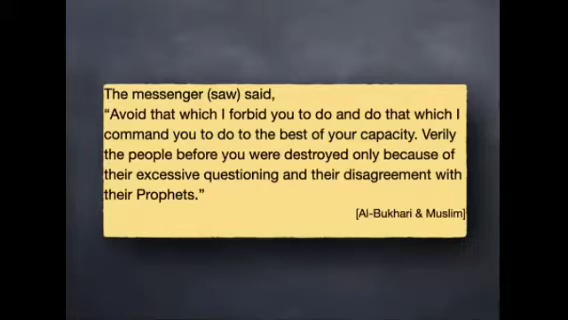 The messenger (saw) said,
“Avoid that which I forbid you to do and do that which I
command you to do to the best of your capacity. Verily
the people before you were destroyed only because of
their excessive questioning and their disagreement with
their Prophets.”
[Al-Bukhari & Muslim]